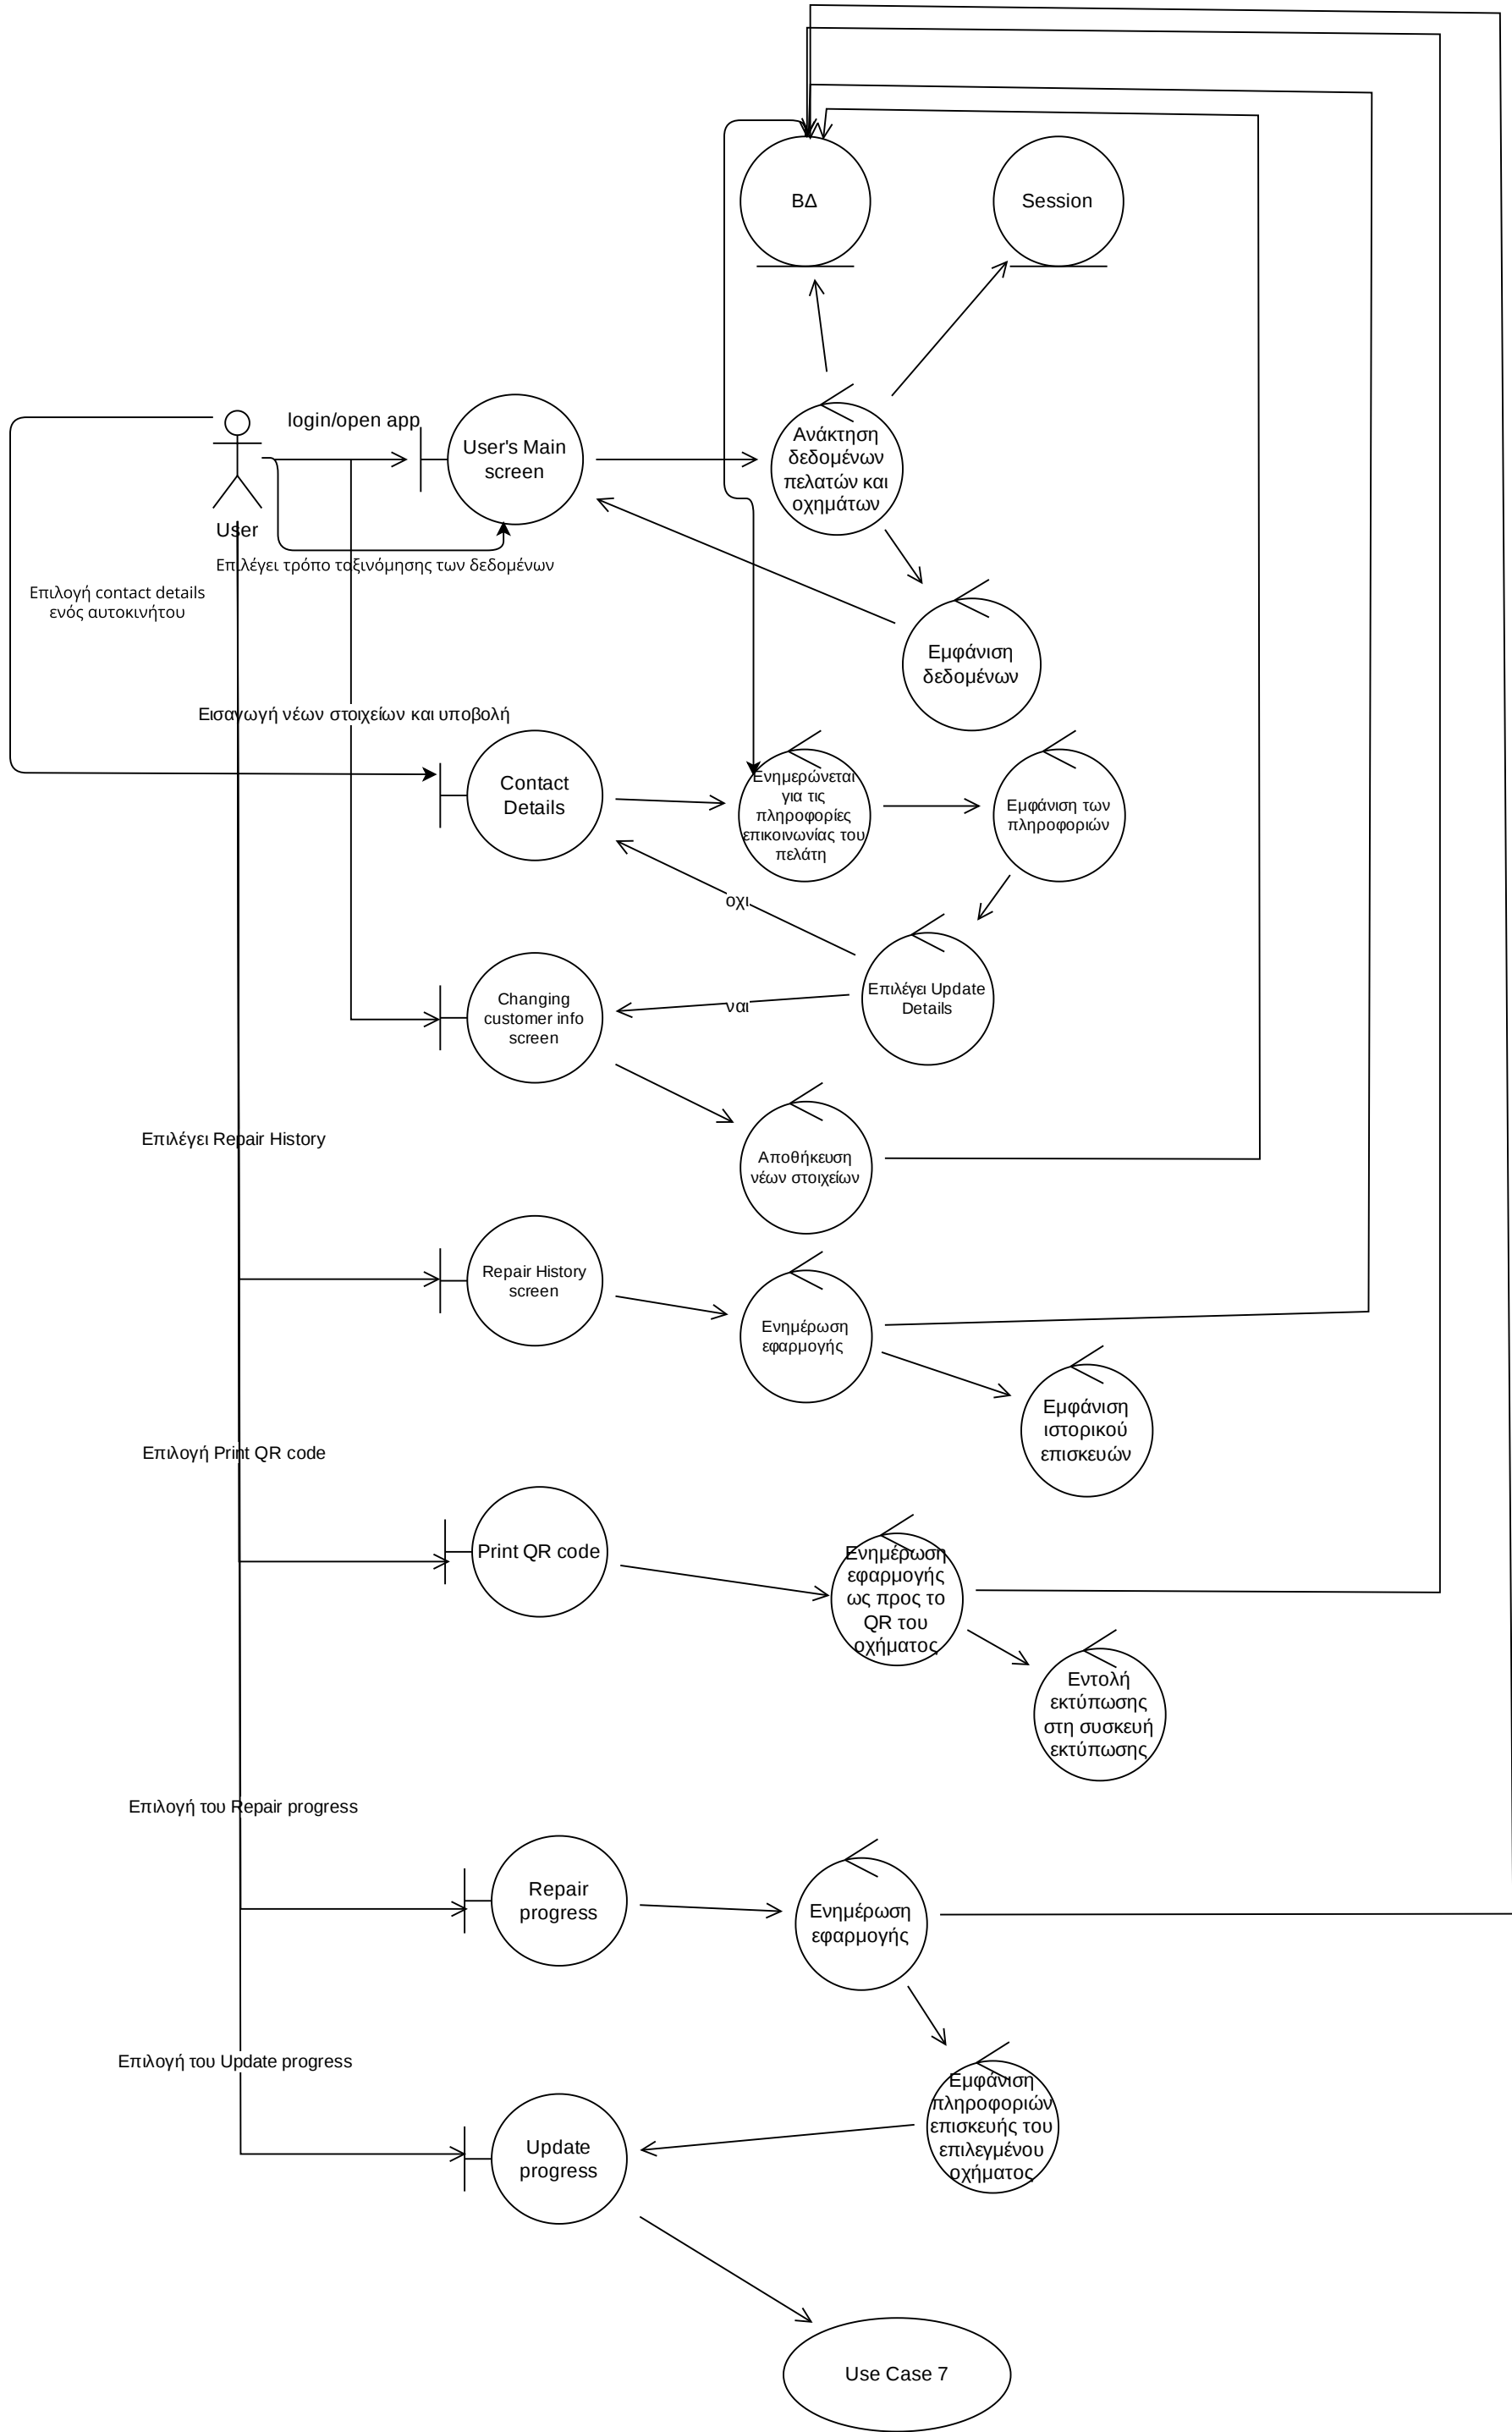 ΒΔ
Session
login/open app
User's Main
screen
Ανάκτηση
δεδομένων
πελατών και
οχημάτων
User
Επιλέγει τρόπο ταξινόμησης των δεδομένων
Επιλογή contact details
ενός αυτοκινήτου
Εμφάνιση
δεδομένων
Εισαγωγή νέων στοιχείων και υποβολή
Contact
Details
Ενημερώνεται
για τις
πληροφορίες
επικοινωνίας του
πελάτη
Εμφάνιση των
πληροφοριών
οχι
Επιλέγει Update
Details
ναι
Changing
customer info
screen
Επιλέγει Repair History
Αποθήκευση
νέων στοιχείων
Repair History
screen
Ενημέρωση
εφαρμογής
Εμφάνιση
ιστορικού
επισκευών
Επιλογή Print QR code
Print QR code
Ενημέρωση
εφαρμογής
ως προς το
QR του
οχήματος
Εντολή
εκτύπωσης
στη συσκευή
εκτύπωσης
Επιλογή του Repair progress
Repair
progress
Ενημέρωση
εφαρμογής
Επιλογή του Update progress
Εμφάνιση
πληροφοριών
επισκευής του
επιλεγμένου
οχήματος
Update
progress
Use Case 7